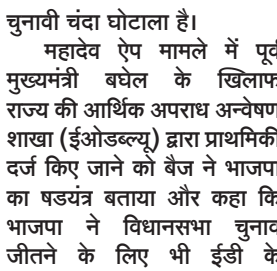 चुनावी चंदा घोटाला है।
महादेव ऐप मामले में पूर्व
मुख्यमंत्री बघेल के खिलाफ
राज्य की आर्थिक अपराध अन्वेषण
शाखा (ईओडब्ल्यू) द्वारा प्राथमिकी
दर्ज किए जाने को बैज ने भाजपा
का षडयंत्र बताया और कहा कि
भाजपा ने विधानसभा चुनाव
जीतने के लिए भी ईडी के